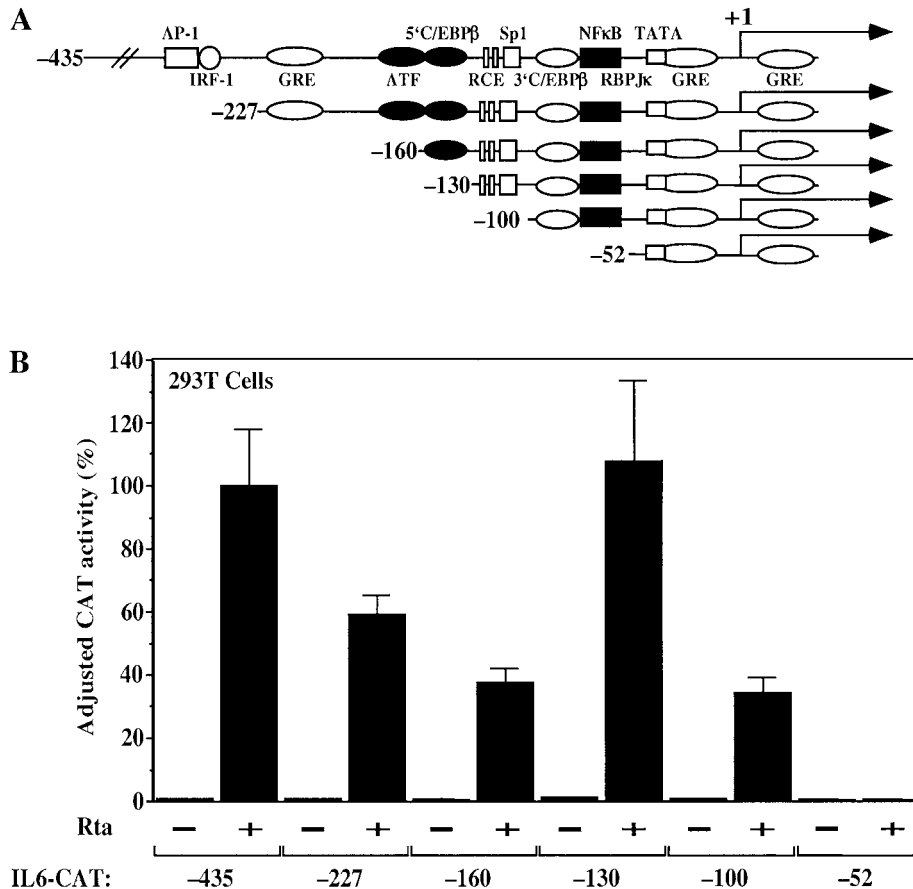 A
AP-1 5‘C/EBPβ Sp1 NFκB TATA +1
−435
IRF-1 GRE ATF RCE 3‘C/EBPβ RBPJκ GRE GRE
−227
−160
−130
−100
−52
B
293T Cells
Adjusted CAT activity (%)
140
120
100
80
60
40
20
0
Rta − + − + − + − + − + − +
IL6-CAT: −435 −227 −160 −130 −100 −52